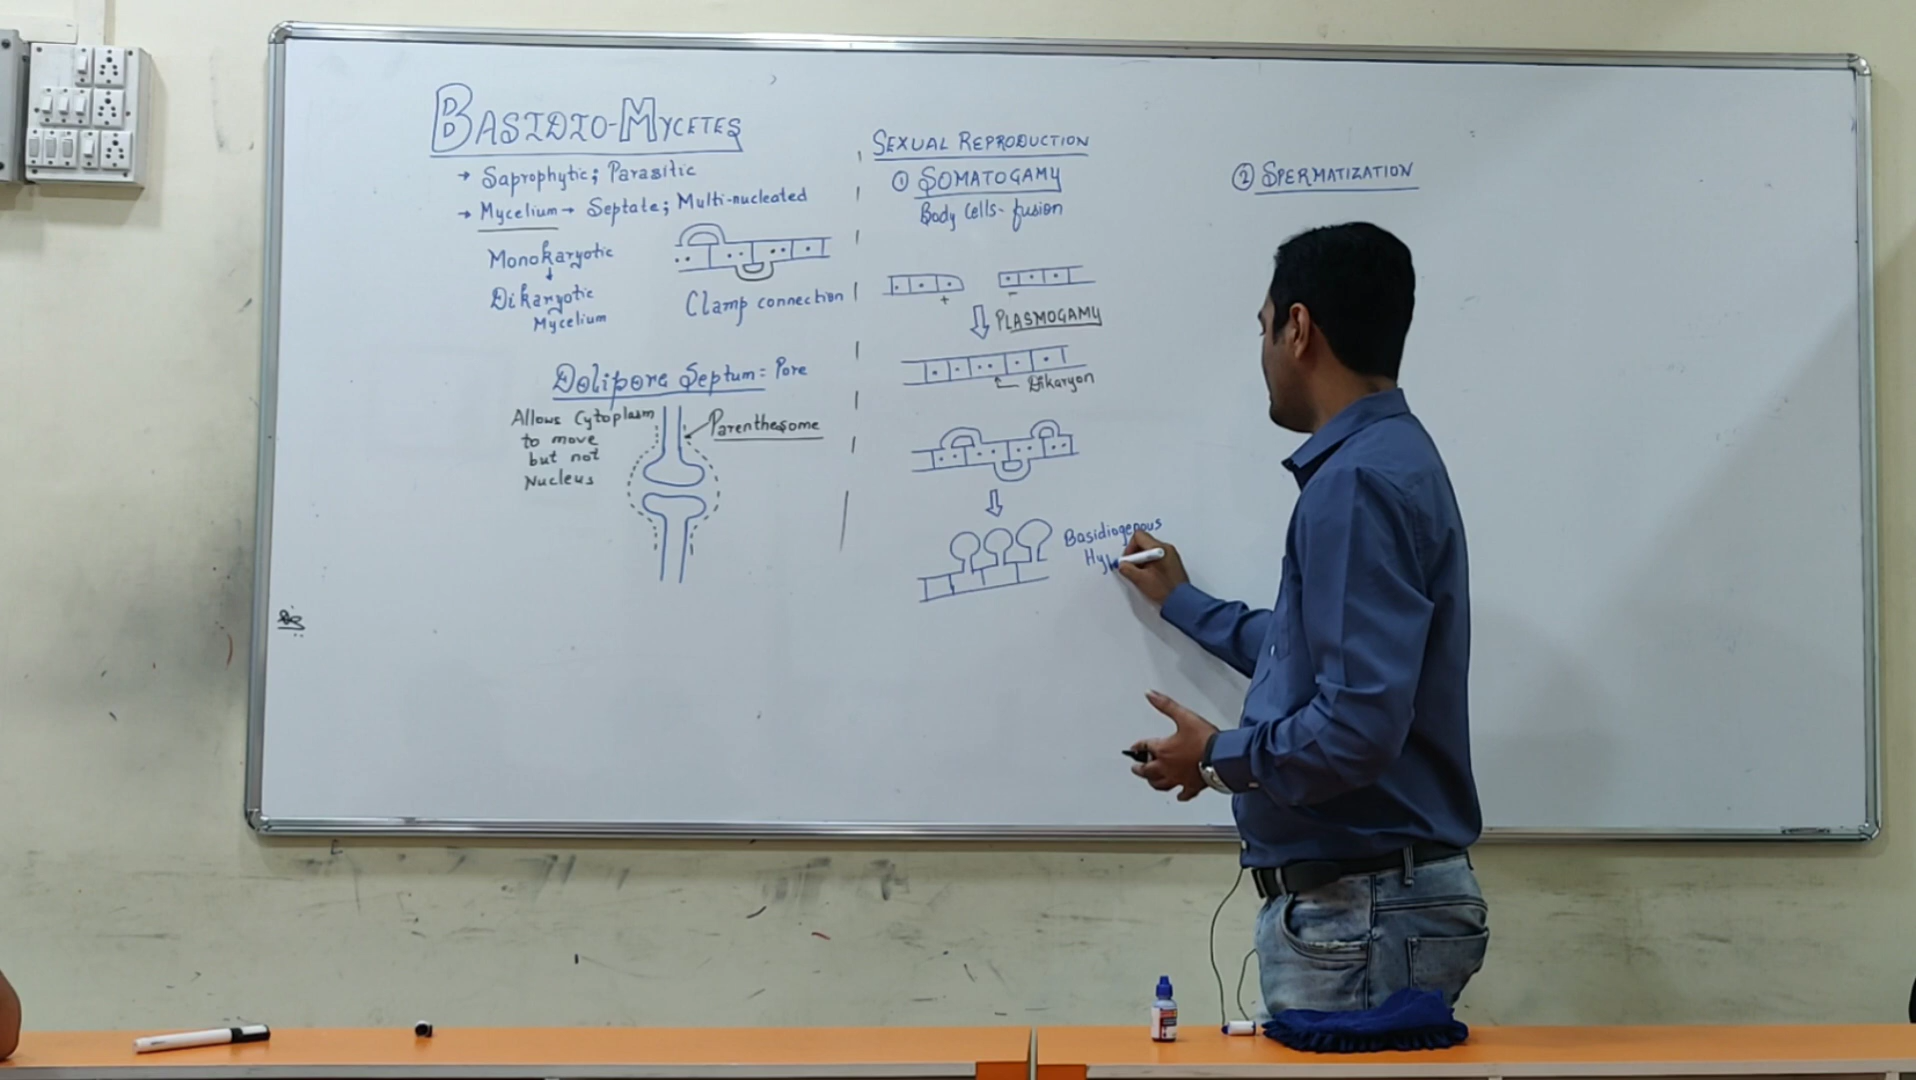 BASIDIO-MYCETES
→ Saprophytic; Parasitic
→ Mycelium → Septate; Multi-nucleated
Monokaryotic
↓
Dikaryotic
Mycelium
Clamp connection
Dolipore Septum = Pore
Allows Cytoplasm
to move
but not
Nucleus
Parenthesome
SEXUAL REPRODUCTION
① SOMATOGAMY
Body Cells- fusion
+ −
PLASMOGAMY
Dikaryon
Basidiogenous
② SPERMATIZATION